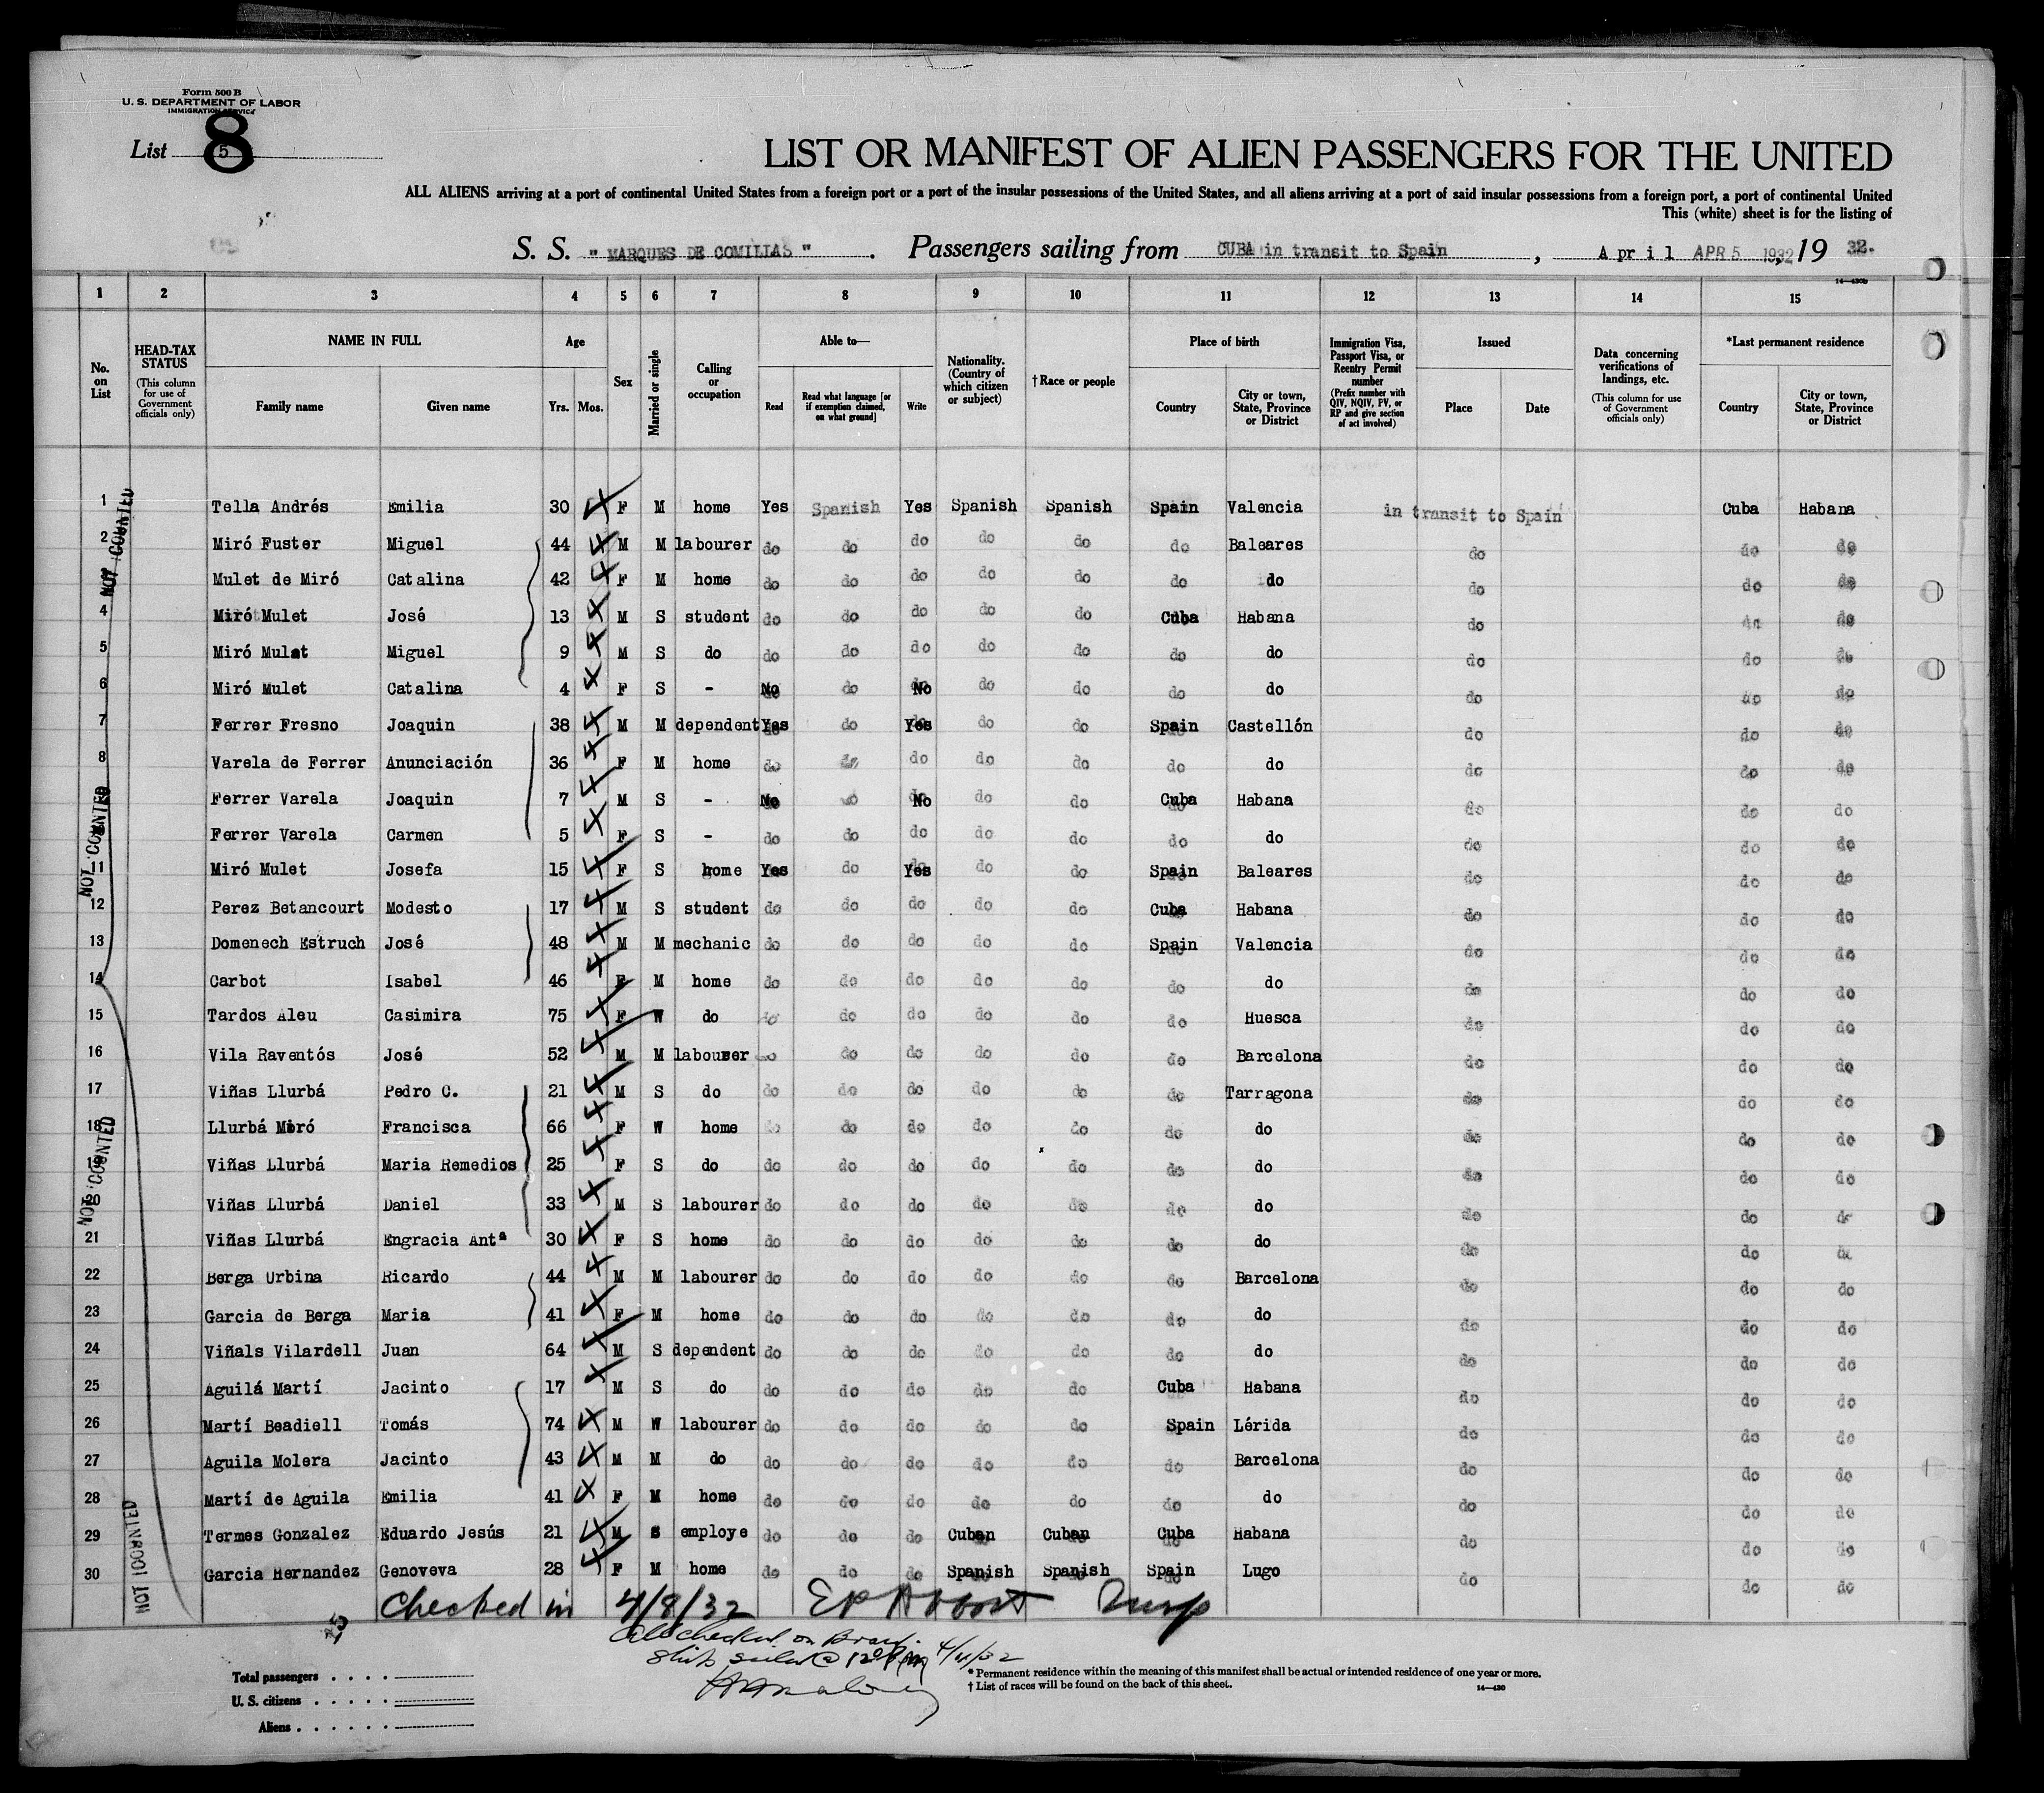 Form 500 B
U. S. DEPARTMENT OF LABOR
IMMIGRATION SERVICE
List 5 8
LIST OR MANIFEST OF ALIEN PASSENGERS FOR THE UNITED
ALL ALIENS arriving at a port of continental United States from a foreign port or a port of the insular possessions of the United States, and all aliens arriving at a port of said insular possessions from a foreign port, a port of continental United
This (white) sheet is for the listing of
S. S. " MARQUES DE COMILLAS " . Passengers sailing from CUBA in transit to Spain , April APR 5 1932 , 19 32.
14—430b
1 2 3 4 5 6 7 8 9 10 11 12 13 14 15
No. on List
HEAD-TAX STATUS (This column for use of Government officials only)
NAME IN FULL Family name Given name
Age Yrs. Mos.
Sex
Married or single
Calling or occupation
Able to— Read Read what language [or if exemption claimed, on what ground] Write
Nationality. (Country of which citizen or subject)
† Race or people
Place of birth Country City or town, State, Province or District
Immigration Visa, Passport Visa, or Reentry Permit number (Prefix number with QIV, NQIV, PV, or RP and give section of act involved)
Issued Place Date
Data concerning verifications of landings, etc. (This column for use of Government officials only)
*Last permanent residence Country City or town, State, Province or District
1 Tella Andrés Emilia 30 F M home Yes Spanish Yes Spanish Spanish Spain Valencia in transit to Spain Cuba Habana
2 Miró Fuster Miguel 44 M M labourer do do do do do do Baleares do do do
Mulet de Miró Catalina 42 F M home do do do do do do do do do do
4 Miró Mulet José 13 M S student do do do do do Cuba Habana do do do
5 Miró Mulet Miguel 9 M S do do do do do do do do do do do
6 Miró Mulet Catalina 4 F S - No do No do do do do do do do
7 Ferrer Fresno Joaquin 38 M M dependent Yes do Yes do do Spain Castellón do do do
8 Varela de Ferrer Anunciación 36 F M home do do do do do do do do do do
Ferrer Varela Joaquin 7 M S - No do No do do Cuba Habana do do do
Ferrer Varela Carmen 5 F S - do do do do do do do do do do
11 Miró Mulet Josefa 15 F S home Yes do Yes do do Spain Baleares do do do
12 Perez Betancourt Modesto 17 M S student do do do do do Cuba Habana do do do
13 Domenech Estruch José 48 M M mechanic do do do do do Spain Valencia do do do
14 Carbot Isabel 46 F M home do do do do do do do do do do
15 Tardos Aleu Casimira 75 F W do do do do do do do Huesca do do do
16 Vila Raventós José 52 M M labourer do do do do do do Barcelona do do do
17 Viñas Llurbá Pedro C. 21 M S do do do do do do do Tarragona do do do
18 Llurbá Miró Francisca 66 F W home do do do do do do do do do do
19 Viñas Llurbá Maria Remedios 25 F S do do do do do do do do do do do
20 Viñas Llurbá Daniel 33 M S labourer do do do do do do do do do do
21 Viñas Llurbá Engracia Antª 30 F S home do do do do do do do do do do
22 Berga Urbina Ricardo 44 M M labourer do do do do do do Barcelona do do do
23 Garcia de Berga Maria 41 F M home do do do do do do do do do do
24 Viñals Vilardell Juan 64 M S dependent do do do do do do do do do do
25 Aguilá Martí Jacinto 17 M S do do do do do do Cuba Habana do do do
26 Martí Beadiell Tomás 74 M W labourer do do do do do Spain Lérida do do do
27 Aguila Molera Jacinto 43 M M do do do do do do do Barcelona do do do
28 Martí de Aguila Emilia 41 F M home do do do do do do do do do do
29 Termes Gonzalez Eduardo Jesús 21 M S employe do do do Cuban Cuban Cuba Habana do do do
30 Garcia Hernandez Genoveva 28 F M home do do do Spanish Spanish Spain Lugo do do do
NOT COUNTED
NOT COUNTED
NOT COUNTED
NOT COUNTED
Checked in 4/8/32 Insp
All checked on Board.
Ship sailed @ 4/11/32
Total passengers
U. S. citizens
Aliens
* Permanent residence within the meaning of this manifest shall be actual or intended residence of one year or more.
† List of races will be found on the back of this sheet.
14—430